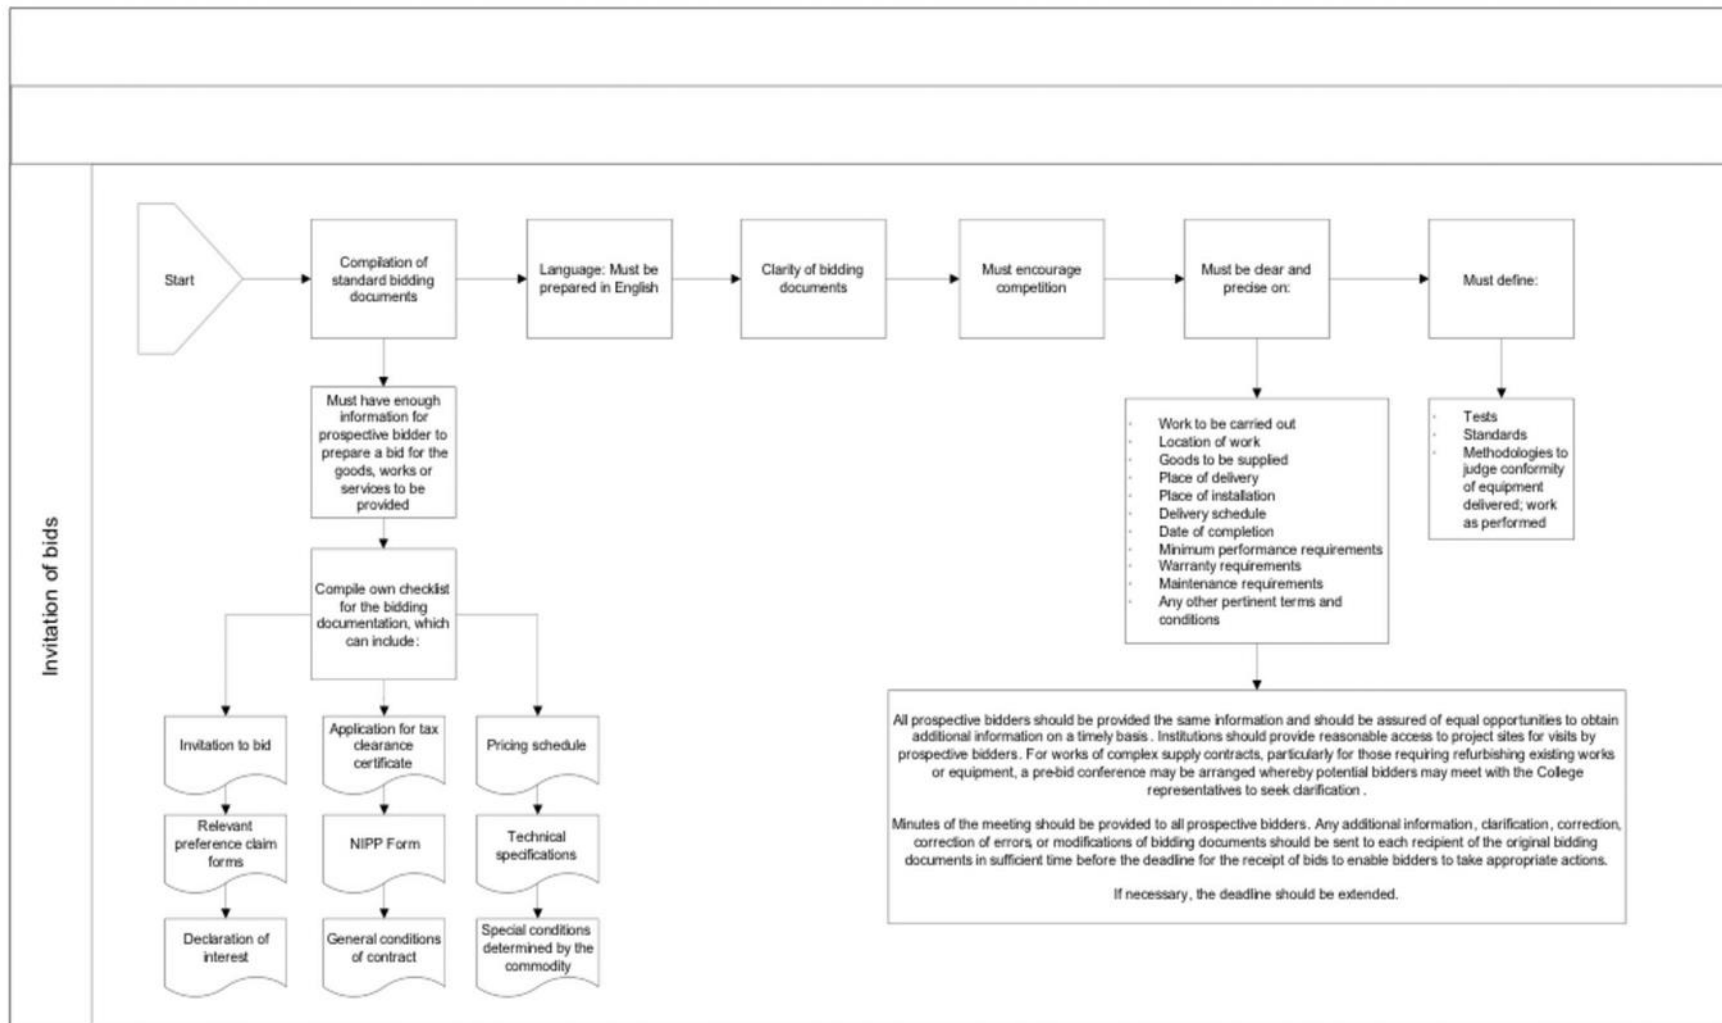 Invitation of bids
Start
Compilation of
standard bidding
documents
Language: Must be
prepared in English
Clarity of bidding
documents
Must encourage
competition
Must be clear and
precise on:
Must define:
Must have enough
information for
prospective bidder to
prepare a bid for the
goods, works or
services to be
provided
Compile own checklist
for the bidding
documentation, which
can include:
Invitation to bid
Application for tax
clearance
certificate
Pricing schedule
Relevant
preference claim
forms
NIPP Form
Technical
specifications
Declaration of
interest
General conditions
of contract
Special conditions
determined by the
commodity
· Work to be carried out
· Location of work
· Goods to be supplied
· Place of delivery
· Place of installation
· Delivery schedule
· Date of completion
· Minimum performance requirements
· Warranty requirements
· Maintenance requirements
· Any other pertinent terms and
conditions
· Tests
· Standards
· Methodologies to
judge conformity
of equipment
delivered; work
as performed
All prospective bidders should be provided the same information and should be assured of equal opportunities to obtain
additional information on a timely basis. Institutions should provide reasonable access to project sites for visits by
prospective bidders. For works of complex supply contracts, particularly for those requiring refurbishing existing works
or equipment, a pre-bid conference may be arranged whereby potential bidders may meet with the College
representatives to seek clarification.
Minutes of the meeting should be provided to all prospective bidders. Any additional information, clarification, correction,
correction of errors, or modifications of bidding documents should be sent to each recipient of the original bidding
documents in sufficient time before the deadline for the receipt of bids to enable bidders to take appropriate actions.
If necessary, the deadline should be extended.